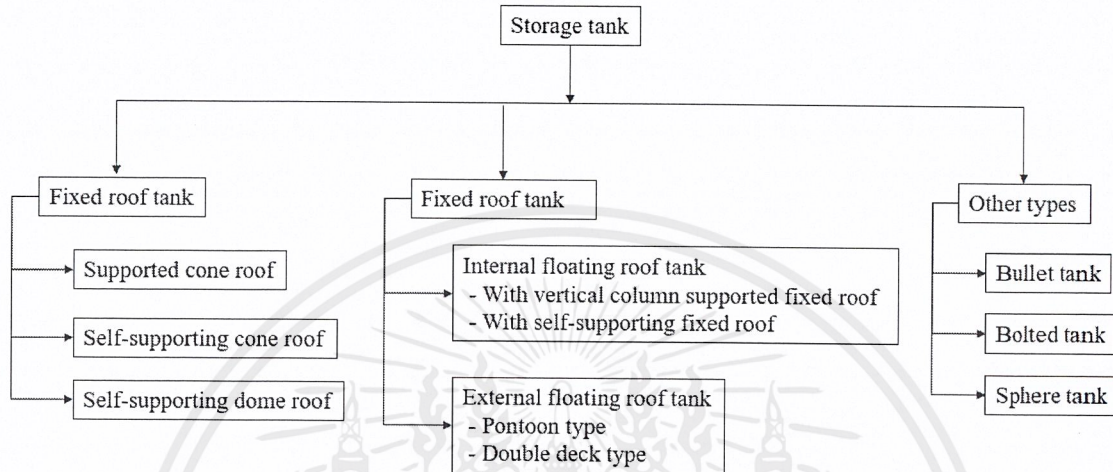 Storage tank
Fixed roof tank
Supported cone roof
Self-supporting cone roof
Self-supporting dome roof
Fixed roof tank
Internal floating roof tank
- With vertical column supported fixed roof
- With self-supporting fixed roof
External floating roof tank
- Pontoon type
- Double deck type
Other types
Bullet tank
Bolted tank
Sphere tank